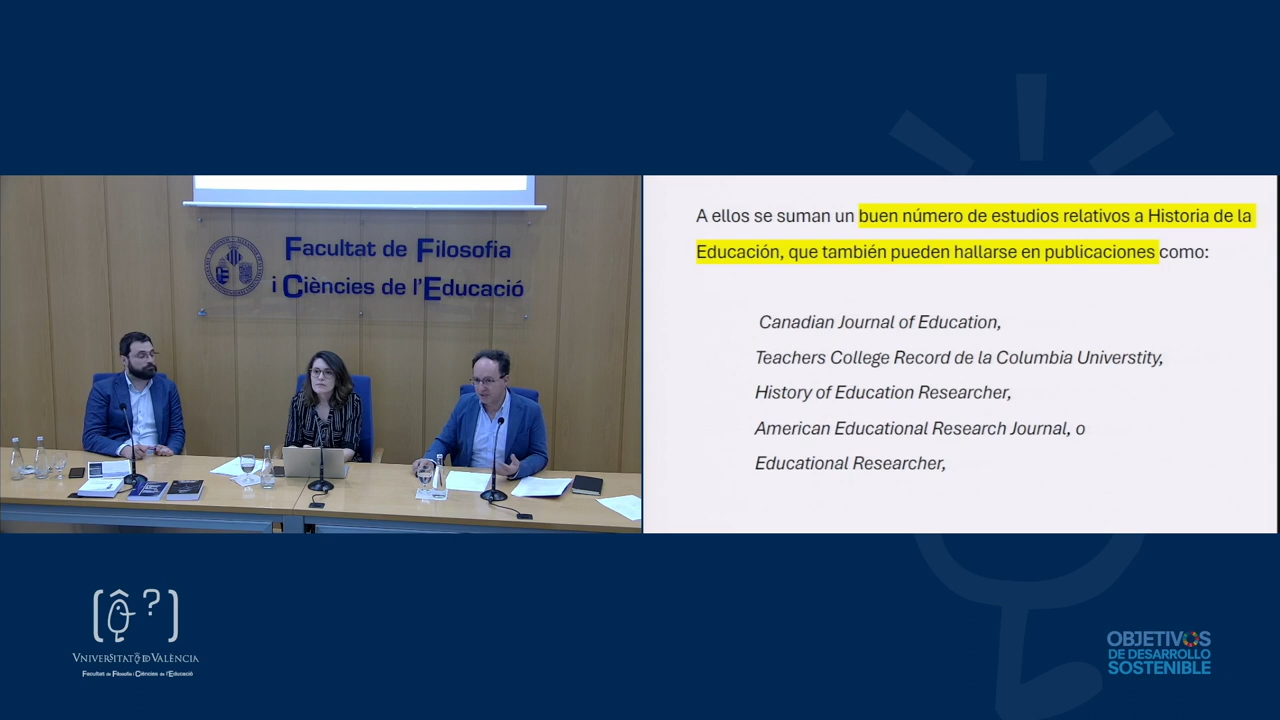 Facultat de Filosofia
i Ciències de l'Educació
A ellos se suman un buen número de estudios relativos a Historia de la
Educación, que también pueden hallarse en publicaciones como:
Canadian Journal of Education,
Teachers College Record de la Columbia Universtity,
History of Education Researcher,
American Educational Research Journal, o
Educational Researcher,
[ô?]
VNIVERSITATĎVALÈNCIA
Facultat de Filosofia i Ciències de l'Educació
OBJETIVOS
DE DESARROLLO
SOSTENIBLE